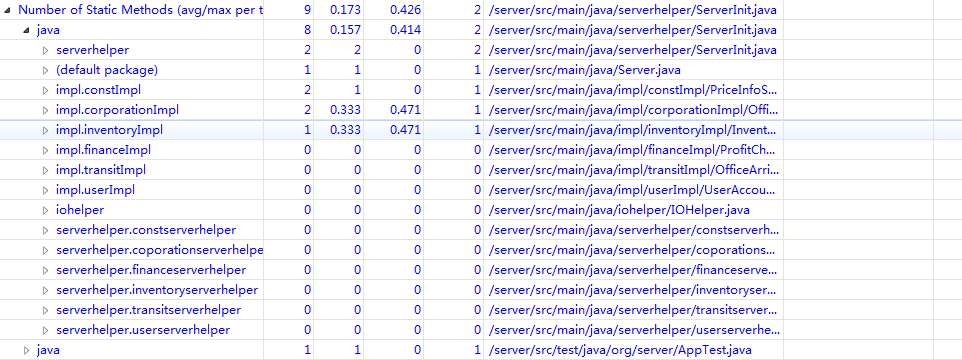 Number of Static Methods (avg/max per t 9 0.173 0.426 2 /server/src/main/java/serverhelper/ServerInit.java
java 8 0.157 0.414 2 /server/src/main/java/serverhelper/ServerInit.java
serverhelper 2 2 0 2 /server/src/main/java/serverhelper/ServerInit.java
(default package) 1 1 0 1 /server/src/main/java/Server.java
impl.constImpl 2 1 0 1 /server/src/main/java/impl/constImpl/PriceInfoS...
impl.corporationImpl 2 0.333 0.471 1 /server/src/main/java/impl/corporationImpl/Offi...
impl.inventoryImpl 1 0.333 0.471 1 /server/src/main/java/impl/inventoryImpl/Invent...
impl.financeImpl 0 0 0 0 /server/src/main/java/impl/financeImpl/ProfitCh...
impl.transitImpl 0 0 0 0 /server/src/main/java/impl/transitImpl/OfficeArri...
impl.userImpl 0 0 0 0 /server/src/main/java/impl/userImpl/UserAccou...
iohelper 0 0 0 0 /server/src/main/java/iohelper/IOHelper.java
serverhelper.constserverhelper 0 0 0 0 /server/src/main/java/serverhelper/constserverh...
serverhelper.coporationserverhelpe 0 0 0 0 /server/src/main/java/serverhelper/coporations...
serverhelper.financeserverhelper 0 0 0 0 /server/src/main/java/serverhelper/financeserve...
serverhelper.inventoryserverhelper 0 0 0 0 /server/src/main/java/serverhelper/inventoryser...
serverhelper.transitserverhelper 0 0 0 0 /server/src/main/java/serverhelper/transitserver...
serverhelper.userserverhelper 0 0 0 0 /server/src/main/java/serverhelper/userserverhe...
java 1 1 0 1 /server/src/test/java/org/server/AppTest.java